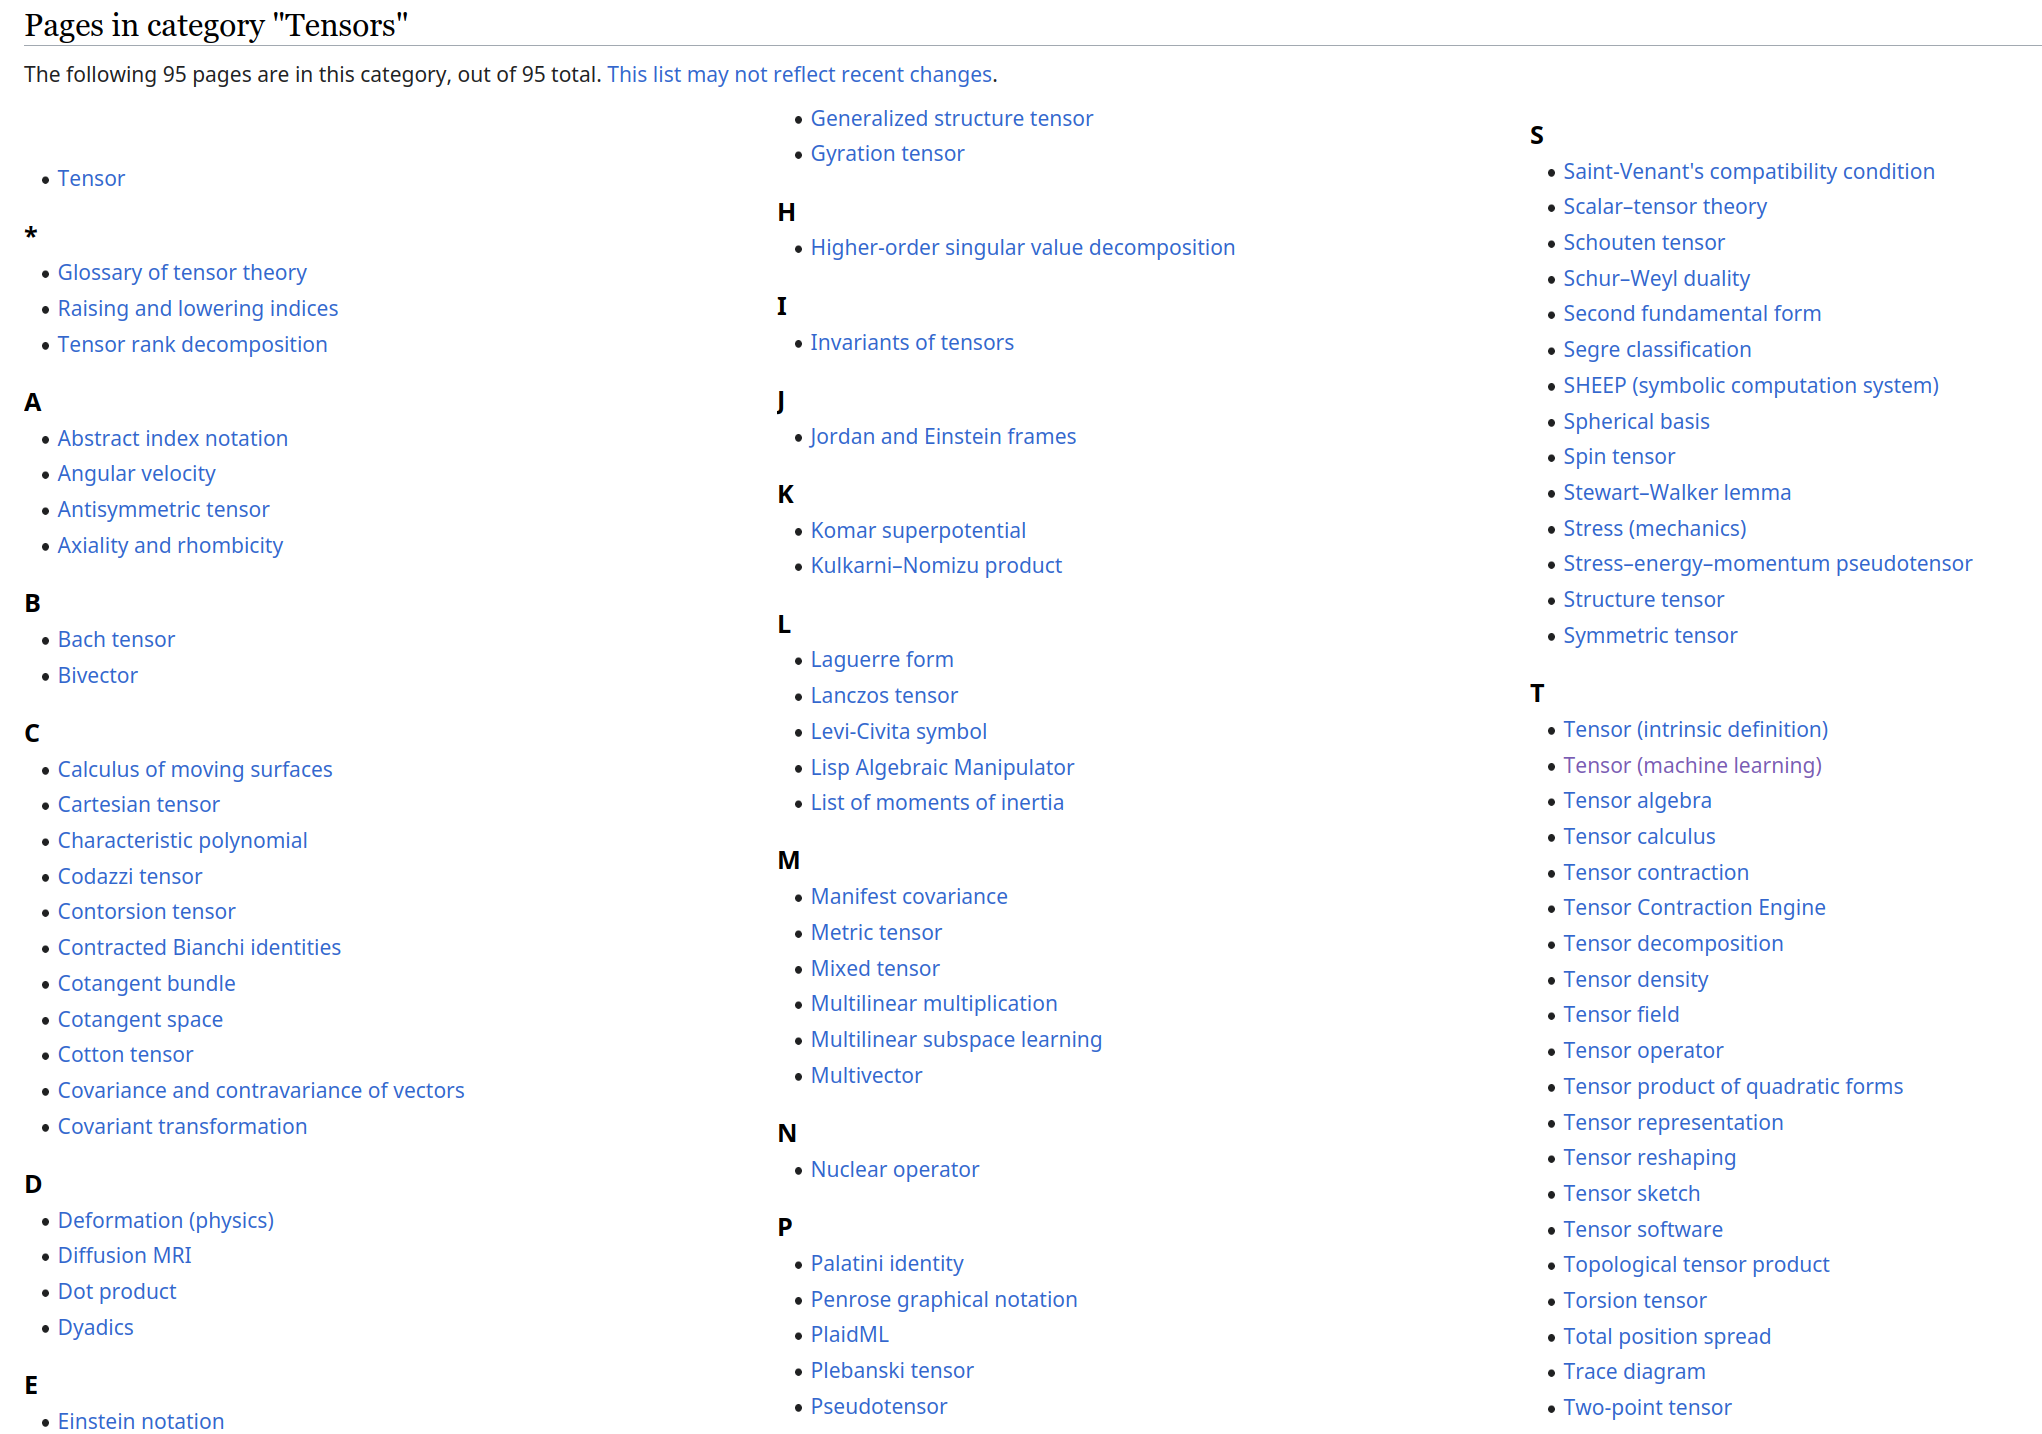 Pages in category "Tensors"
The following 95 pages are in this category, out of 95 total. This list may not reflect recent changes.
Tensor
*
Glossary of tensor theory
Raising and lowering indices
Tensor rank decomposition
A
Abstract index notation
Angular velocity
Antisymmetric tensor
Axiality and rhombicity
B
Bach tensor
Bivector
C
Calculus of moving surfaces
Cartesian tensor
Characteristic polynomial
Codazzi tensor
Contorsion tensor
Contracted Bianchi identities
Cotangent bundle
Cotangent space
Cotton tensor
Covariance and contravariance of vectors
Covariant transformation
D
Deformation (physics)
Diffusion MRI
Dot product
Dyadics
E
Einstein notation
Generalized structure tensor
Gyration tensor
H
Higher-order singular value decomposition
I
Invariants of tensors
J
Jordan and Einstein frames
K
Komar superpotential
Kulkarni–Nomizu product
L
Laguerre form
Lanczos tensor
Levi-Civita symbol
Lisp Algebraic Manipulator
List of moments of inertia
M
Manifest covariance
Metric tensor
Mixed tensor
Multilinear multiplication
Multilinear subspace learning
Multivector
N
Nuclear operator
P
Palatini identity
Penrose graphical notation
PlaidML
Plebanski tensor
Pseudotensor
S
Saint-Venant's compatibility condition
Scalar–tensor theory
Schouten tensor
Schur–Weyl duality
Second fundamental form
Segre classification
SHEEP (symbolic computation system)
Spherical basis
Spin tensor
Stewart–Walker lemma
Stress (mechanics)
Stress–energy–momentum pseudotensor
Structure tensor
Symmetric tensor
T
Tensor (intrinsic definition)
Tensor (machine learning)
Tensor algebra
Tensor calculus
Tensor contraction
Tensor Contraction Engine
Tensor decomposition
Tensor density
Tensor field
Tensor operator
Tensor product of quadratic forms
Tensor representation
Tensor reshaping
Tensor sketch
Tensor software
Topological tensor product
Torsion tensor
Total position spread
Trace diagram
Two-point tensor